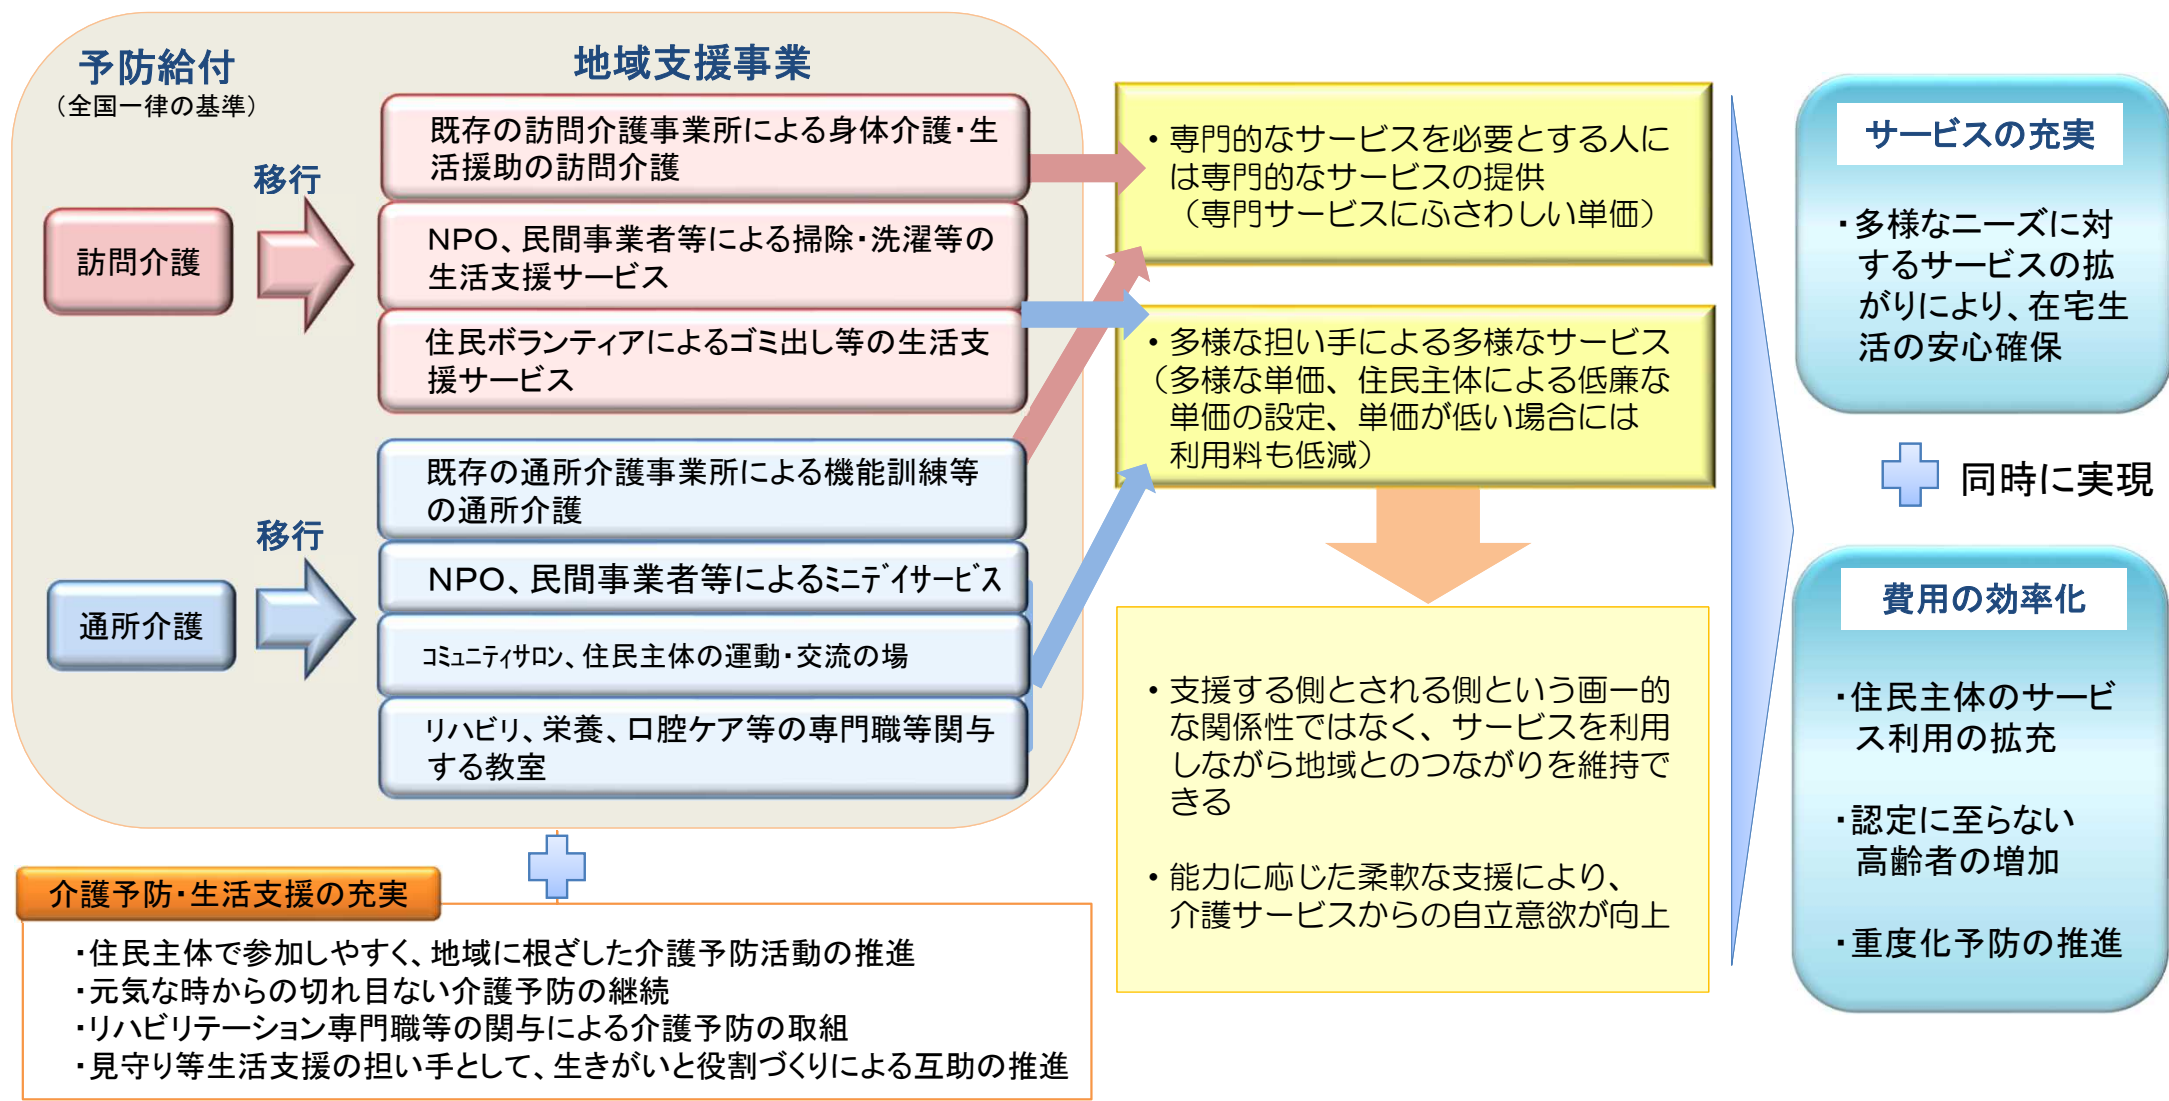 予防給付
（全国一律の基準）
地域支援事業
移行
訪問介護
既存の訪問介護事業所による身体介護・生
活援助の訪問介護
NPO、民間事業者等による掃除・洗濯等の
生活支援サービス
住民ボランティアによるゴミ出し等の生活支
援サービス
移行
通所介護
既存の通所介護事業所による機能訓練等
の通所介護
NPO、民間事業者等によるミニデイサービス
コミュニティサロン、住民主体の運動・交流の場
リハビリ、栄養、口腔ケア等の専門職等関与
する教室
介護予防・生活支援の充実
・住民主体で参加しやすく、地域に根ざした介護予防活動の推進
・元気な時からの切れ目ない介護予防の継続
・リハビリテーション専門職等の関与による介護予防の取組
・見守り等生活支援の担い手として、生きがいと役割づくりによる互助の推進
・専門的なサービスを必要とする人に
は専門的なサービスの提供
（専門サービスにふさわしい単価）
・多様な担い手による多様なサービス
（多様な単価、住民主体による低廉な
単価の設定、単価が低い場合には
利用料も低減）
・支援する側とされる側という画一的
な関係性ではなく、サービスを利用
しながら地域とのつながりを維持で
きる
・能力に応じた柔軟な支援により、
介護サービスからの自立意欲が向上
サービスの充実
・多様なニーズに対
するサービスの拡
がりにより、在宅生
活の安心確保
同時に実現
費用の効率化
・住民主体のサービ
ス利用の拡充
・認定に至らない
高齢者の増加
・重度化予防の推進